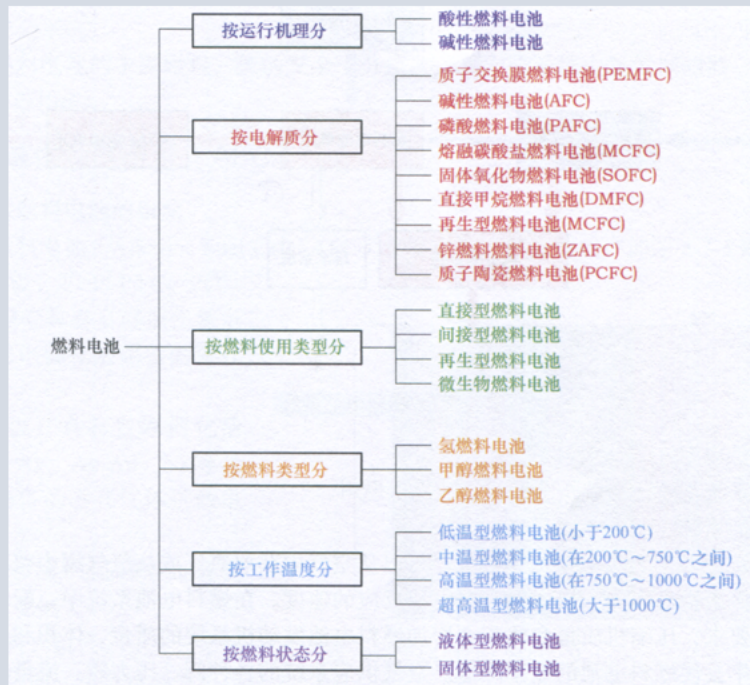 按运行机理分
酸性燃料电池
碱性燃料电池
按电解质分
质子交换膜燃料电池(PEMFC)
碱性燃料电池(AFC)
磷酸燃料电池(PAFC)
熔融碳酸盐燃料电池(MCFC)
固体氧化物燃料电池(SOFC)
直接甲烷燃料电池(DMFC)
再生型燃料电池(MCFC)
锌燃料燃料电池(ZAFC)
质子陶瓷燃料电池(PCFC)
燃料电池
按燃料使用类型分
直接型燃料电池
间接型燃料电池
再生型燃料电池
微生物燃料电池
按燃料类型分
氢燃料电池
甲醇燃料电池
乙醇燃料电池
按工作温度分
低温型燃料电池(小于200℃)
中温型燃料电池(在200℃～750℃之间)
高温型燃料电池(在750℃～1000℃之间)
超高温型燃料电池(大于1000℃)
按燃料状态分
液体型燃料电池
固体型燃料电池